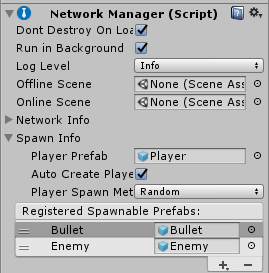 Network Manager (Script)
Dont Destroy On Loa
Run in Background
Log Level Info
Offline Scene None (Scene Ass
Online Scene None (Scene Ass
Network Info
Spawn Info
Player Prefab Player
Auto Create Playe
Player Spawn Met Random
Registered Spawnable Prefabs:
Bullet Bullet
Enemy Enemy